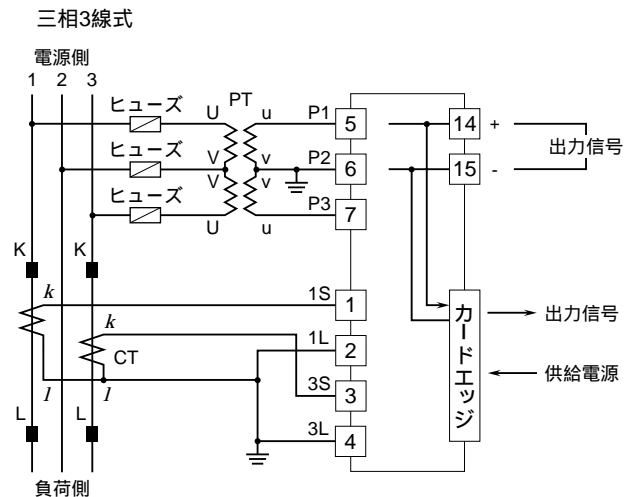 三相3線式
電源側
1 2 3
ヒューズ
U
PT
u
P1
5
14
+
ヒューズ
V
v
P2
6
15
-
出力信号
V
v
ヒューズ
U
u
P3
7
K
K
k
1S
1
k
1L
2
CT
3S
3
l
l
L
L
3L
4
カードエッジ
出力信号
供給電源
負荷側